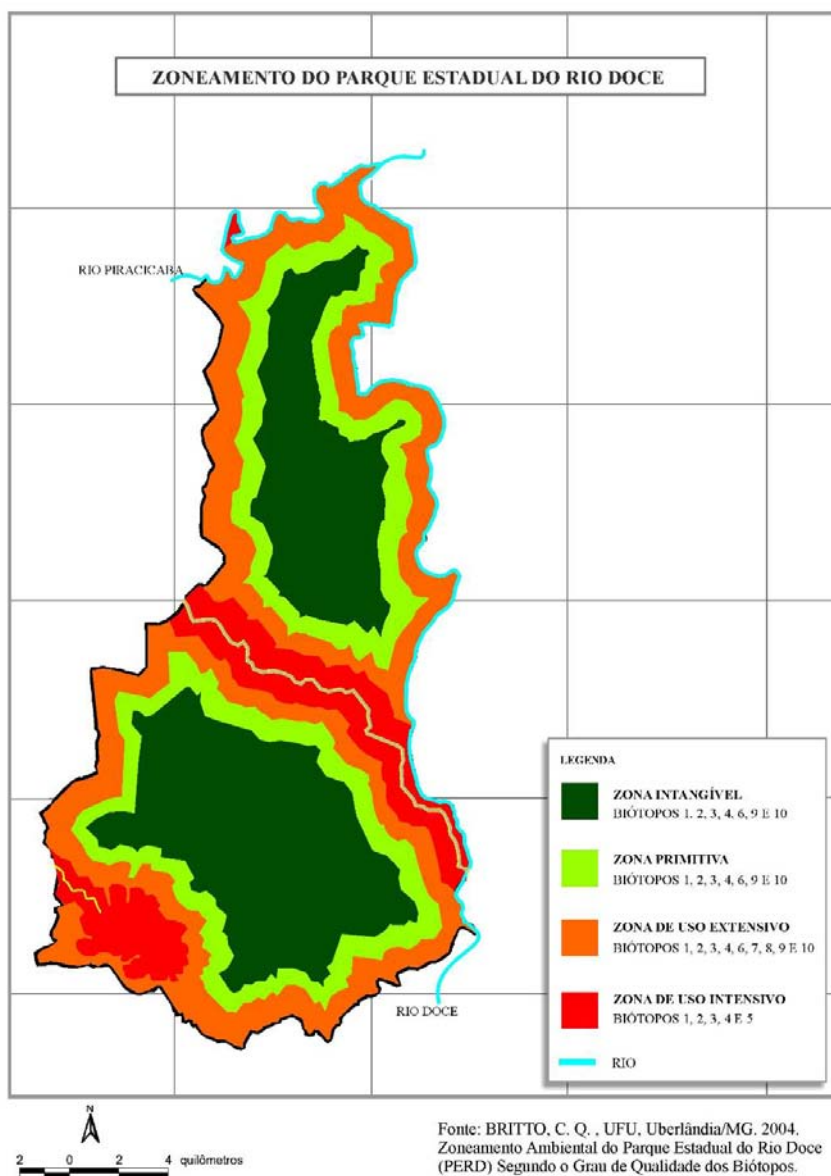 ZONEAMENTO DO PARQUE ESTADUAL DO RIO DOCE
RIO PIRACICABA
LEGENDA
ZONA INTANGÍVEL
BIÓTOPOS 1. 2, 3, 4. 6, 9 E 10
ZONA PRIMITIVA
BIÓTOPOS 1, 2, 3, 4, 6, 9 E 10
ZONA DE USO EXTENSIVO
BIÓTOPOS 1, 2, 3, 4, 6, 7, 8, 9 E 10
ZONA DE USO INTENSIVO
BIÓTOPOS 1, 2, 3, 4 E 5
RIO
RIO DOCE
N
2 0 2 4 quilômetros
Fonte: BRITTO, C. Q. , UFU, Uberlândia/MG. 2004.
Zoneamento Ambiental do Parque Estadual do Rio Doce
(PERD) Segundo o Grau de Qualidade dos Biótopos.